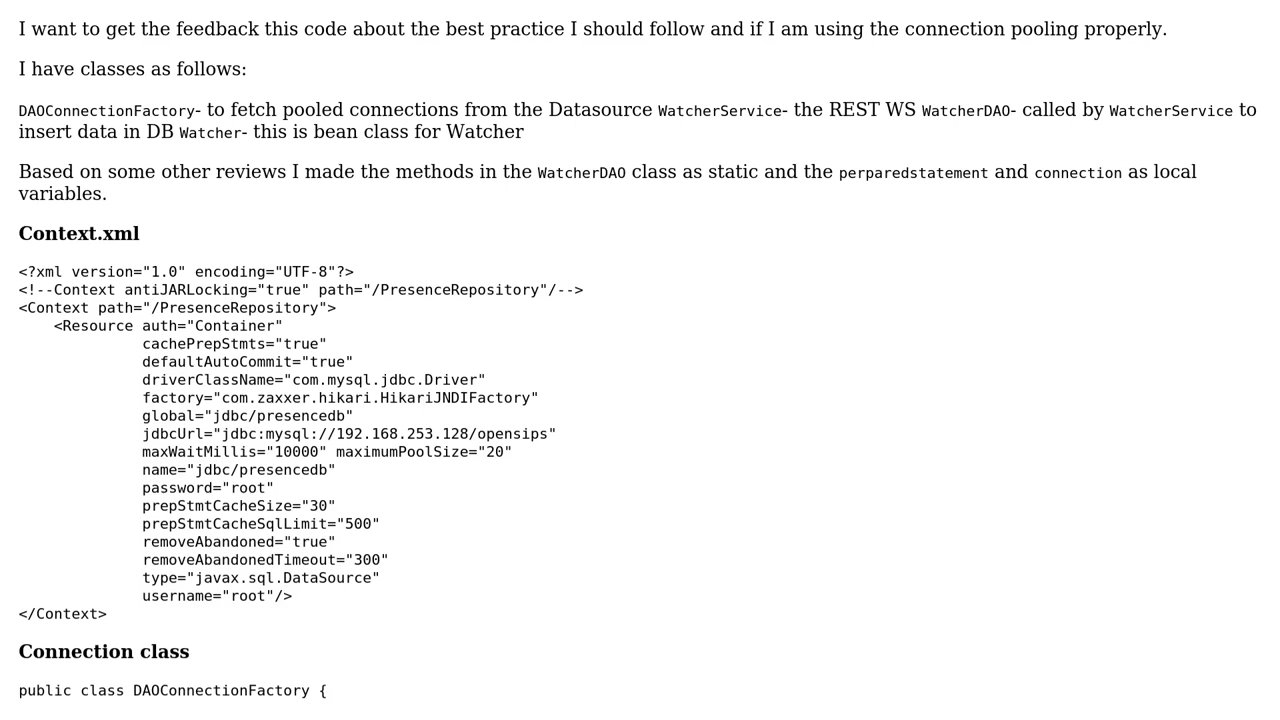 I want to get the feedback this code about the best practice I should follow and if I am using the connection pooling properly.
I have classes as follows:
DAOConnectionFactory- to fetch pooled connections from the Datasource WatcherService- the REST WS WatcherDAO- called by WatcherService to
insert data in DB Watcher- this is bean class for Watcher
Based on some other reviews I made the methods in the WatcherDAO class as static and the perparedstatement and connection as local
variables.
Context.xml
<?xml version="1.0" encoding="UTF-8"?>
<!--Context antiJARLocking="true" path="/PresenceRepository"/-->
<Context path="/PresenceRepository">
    <Resource auth="Container"
              cachePrepStmts="true"
              defaultAutoCommit="true"
              driverClassName="com.mysql.jdbc.Driver"
              factory="com.zaxxer.hikari.HikariJNDIFactory"
              global="jdbc/presencedb"
              jdbcUrl="jdbc:mysql://192.168.253.128/opensips"
              maxWaitMillis="10000" maximumPoolSize="20"
              name="jdbc/presencedb"
              password="root"
              prepStmtCacheSize="30"
              prepStmtCacheSqlLimit="500"
              removeAbandoned="true"
              removeAbandonedTimeout="300"
              type="javax.sql.DataSource"
              username="root"/>
</Context>
Connection class
public class DAOConnectionFactory {